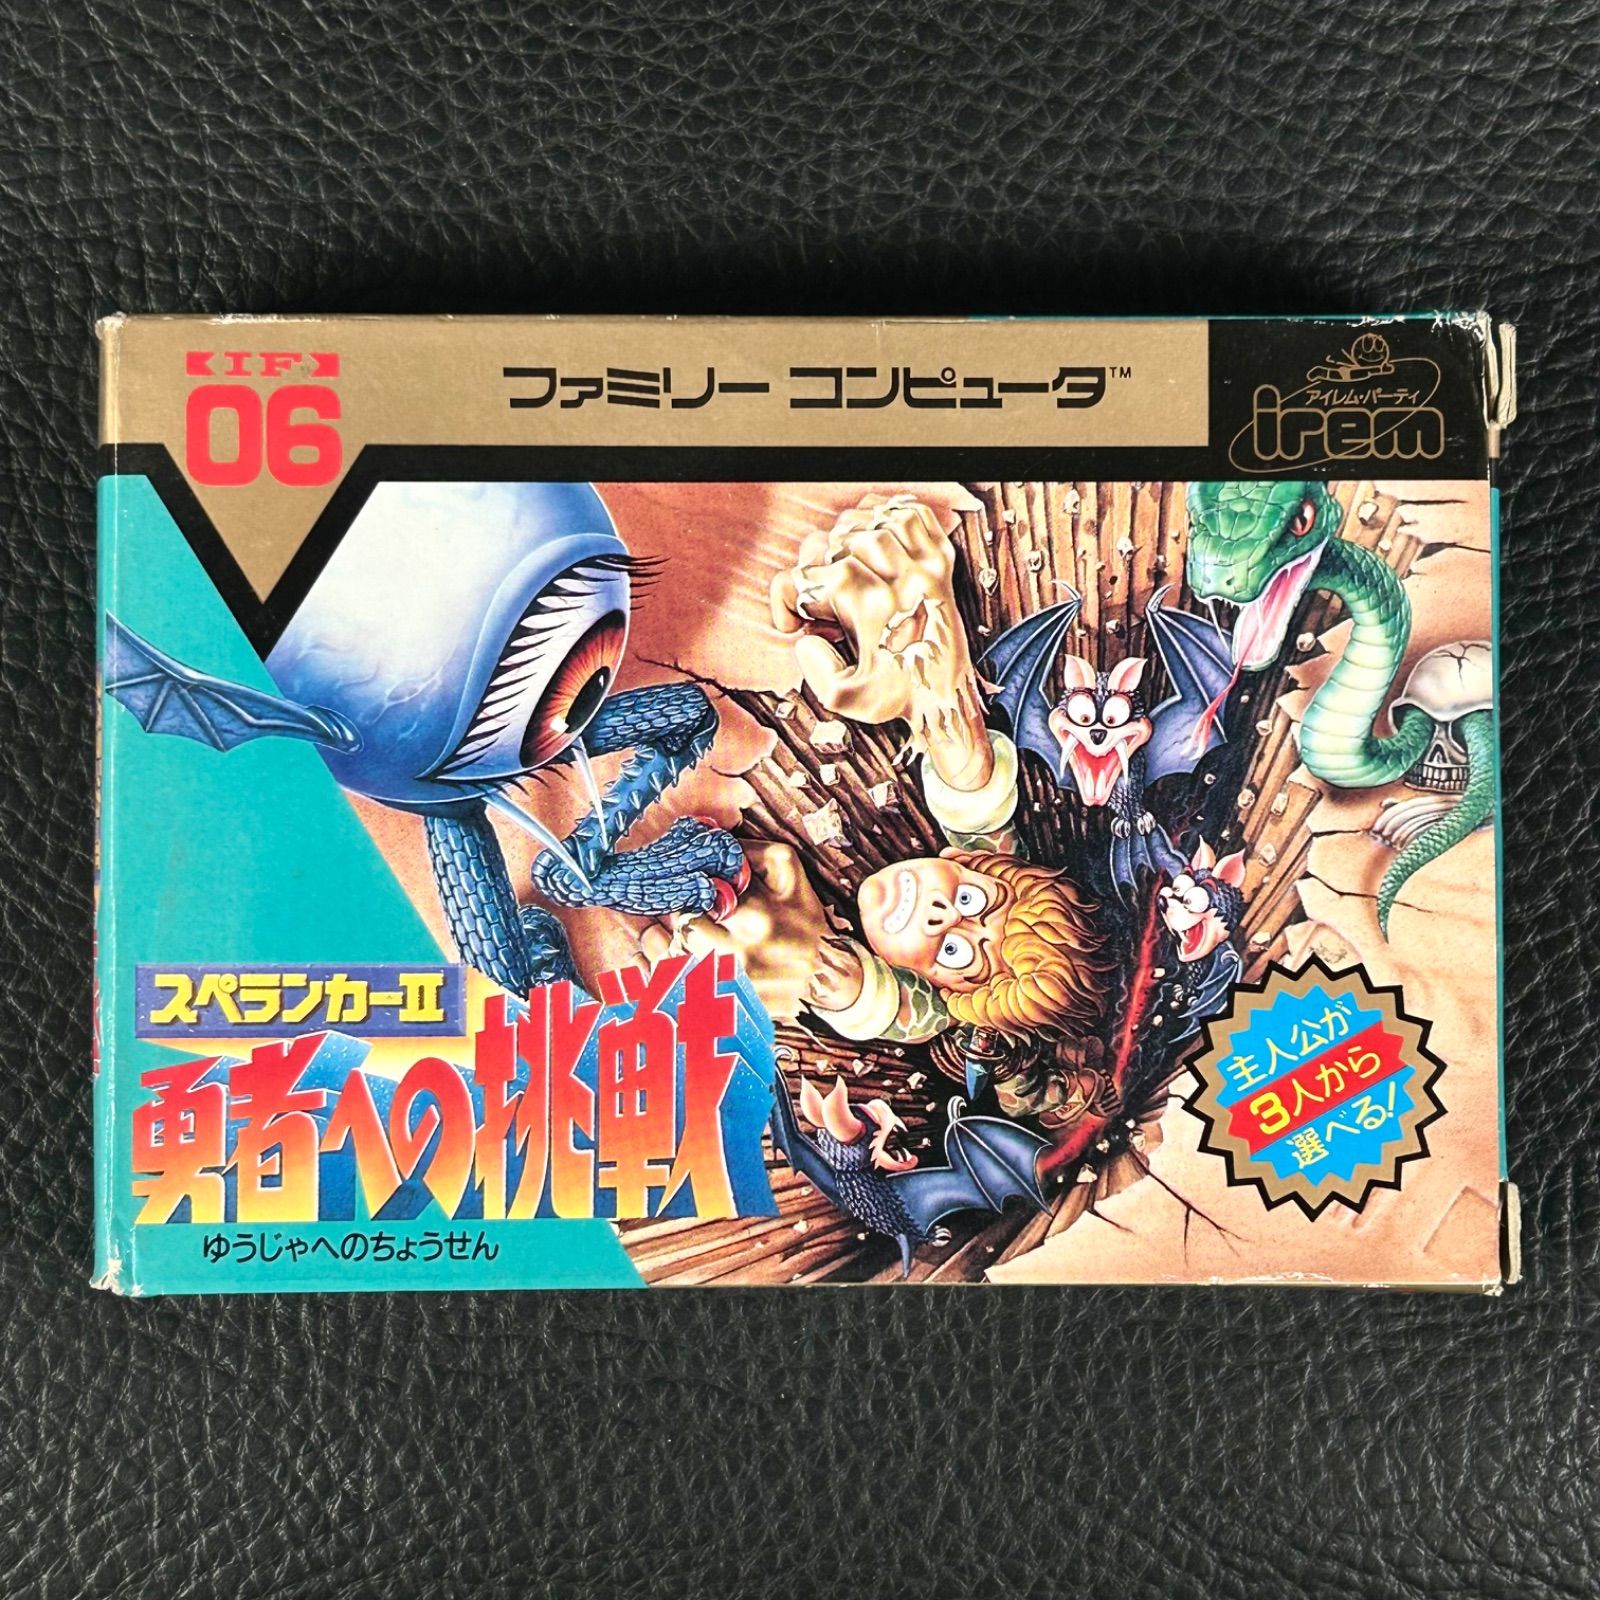 IF
06
ファミリー コンピュータ™
アイレム・パーティ
irem
スペランカーII
勇者への挑戦
ゆうじゃへのちょうせん
主人公が
3人から
選べる!